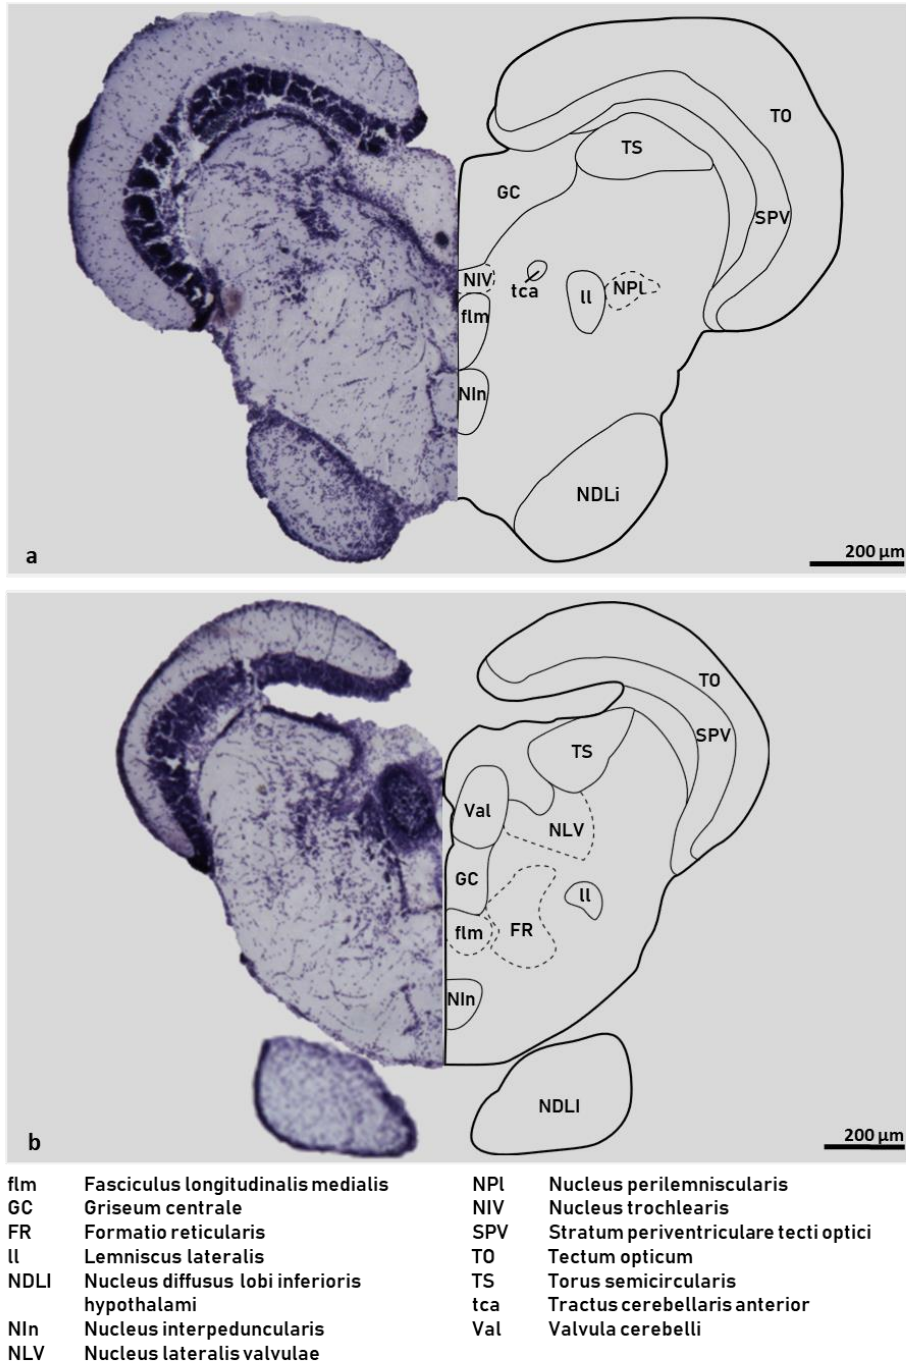 TO
TS
GC
SPV
NIV
tca
ll
NPl
flm
NIn
NDLi
a
200 µm
TO
SPV
TS
Val
NLV
GC
ll
flm
FR
NIn
NDLI
b
200 µm
flm Fasciculus longitudinalis medialis
GC Griseum centrale
FR Formatio reticularis
ll Lemniscus lateralis
NDLI Nucleus diffusus lobi inferioris
hypothalami
NIn Nucleus interpeduncularis
NLV Nucleus lateralis valvulae
NPl Nucleus perilemniscularis
NIV Nucleus trochlearis
SPV Stratum periventriculare tecti optici
TO Tectum opticum
TS Torus semicircularis
tca Tractus cerebellaris anterior
Val Valvula cerebelli